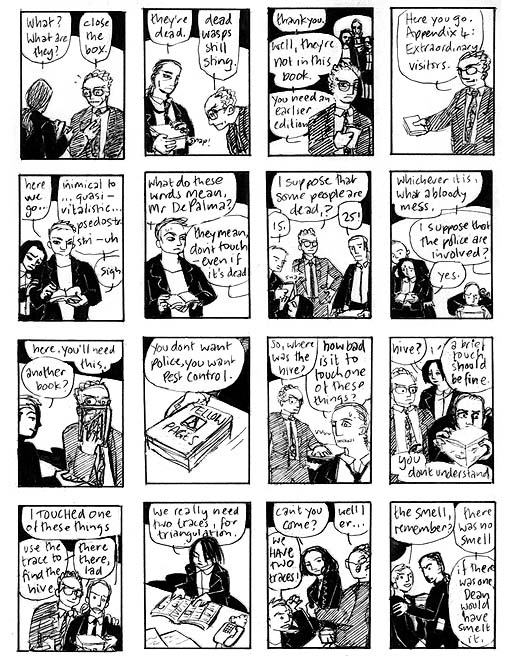 What?
What are
they?
close
the
box.
they're
dead.
dead
wasps
still
sting.
snap!
thankyou.
Well, they're
not in this
book.
You need an
earlier
edition.
Here you go.
Appendix 4:
Extraordinary
visitors.
here
we
go..
inimical to
... quasi-
vitalistic...
psedostr
stri - uh
Sigh
What do these
words mean,
Mr DePalma?
they mean,
dont touch
- even if
it's dead
I suppose that
some people are
dead,?
15.
25!
Whichever it is,
what a bloody
mess.
I suppose that
the police are
involved?
yes.
here. you'll need
this.
another
book?
You dont want
police, you want
Pest Control.
YELLOW
PAGES
So, where
was the
hive?
how bad
is it to
touch one
of these
things?
hive?
a brief
touch
should
be fine.
you
dont understand
I TOUCHED one
of these things
use the
trace to
find the
hive
there
there,
lad
We really need
two traces, for
triangulation.
cant you
come?
well I
er...
we
HAVE
two
traces!
the smell,
remember?
there
was no
smell
if there
was one,
Dean
would
have
smelt
it.